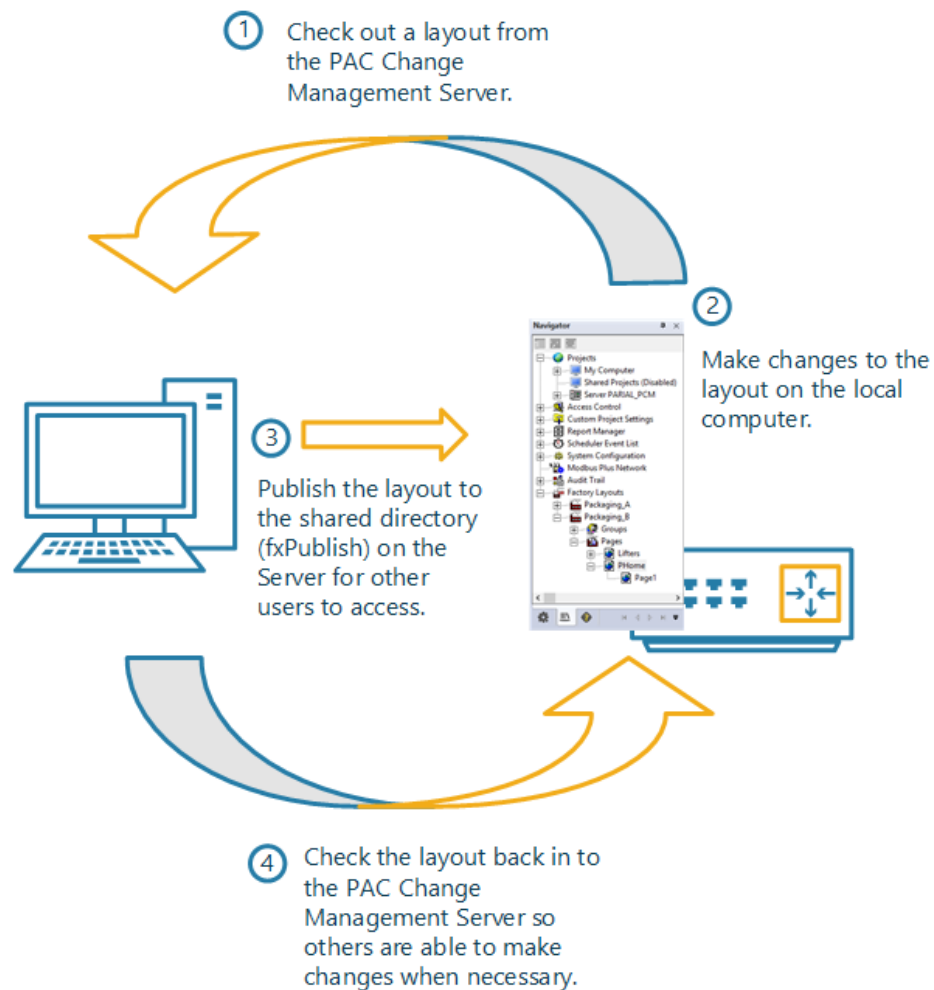 1
Check out a layout from
the PAC Change
Management Server.
2
Make changes to the
layout on the local
computer.
Navigator
Projects
My Computer
Shared Projects (Disabled)
Server PARIAL_PCM
Access Control
Custom Project Settings
Report Manager
Scheduler Event List
System Configuration
Modbus Plus Network
Audit Trail
Factory Layouts
Packaging_A
Packaging_B
Groups
Pages
Lifters
PHome
Page1
3
Publish the layout to
the shared directory
(fxPublish) on the
Server for other
users to access.
4
Check the layout back in to
the PAC Change
Management Server so
others are able to make
changes when necessary.